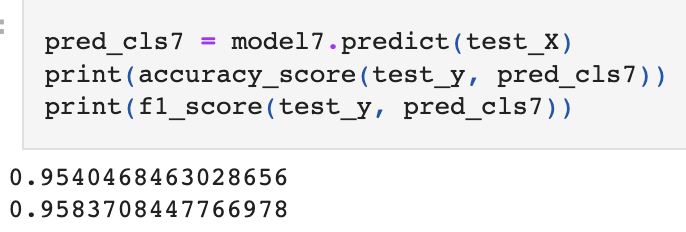 pred_cls7 = model7.predict(test_X)
print(accuracy_score(test_y, pred_cls7))
print(f1_score(test_y, pred_cls7))
0.9540468463028656
0.9583708447766978